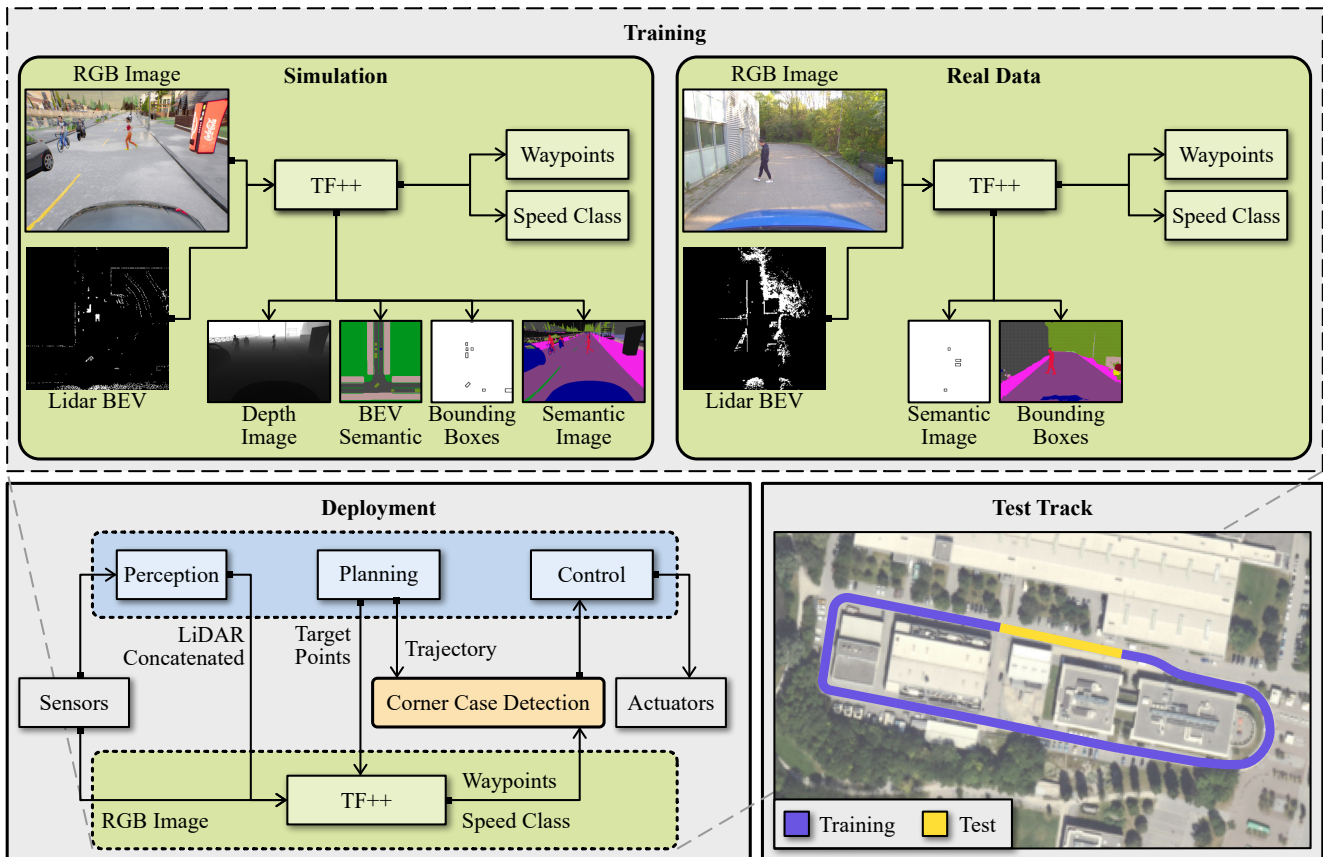 Training
Simulation
RGB Image
Coca-Cola
TF++
Waypoints
Speed Class
Lidar BEV
Depth
Image
BEV
Semantic
Bounding
Boxes
Semantic
Image
Real Data
RGB Image
TF++
Waypoints
Speed Class
Lidar BEV
Semantic
Image
Bounding
Boxes
Deployment
Perception
Planning
Control
LiDAR
Concatenated
Target
Points
Trajectory
Sensors
Corner Case Detection
Actuators
TF++
Waypoints
Speed Class
RGB Image
Test Track
Training
Test